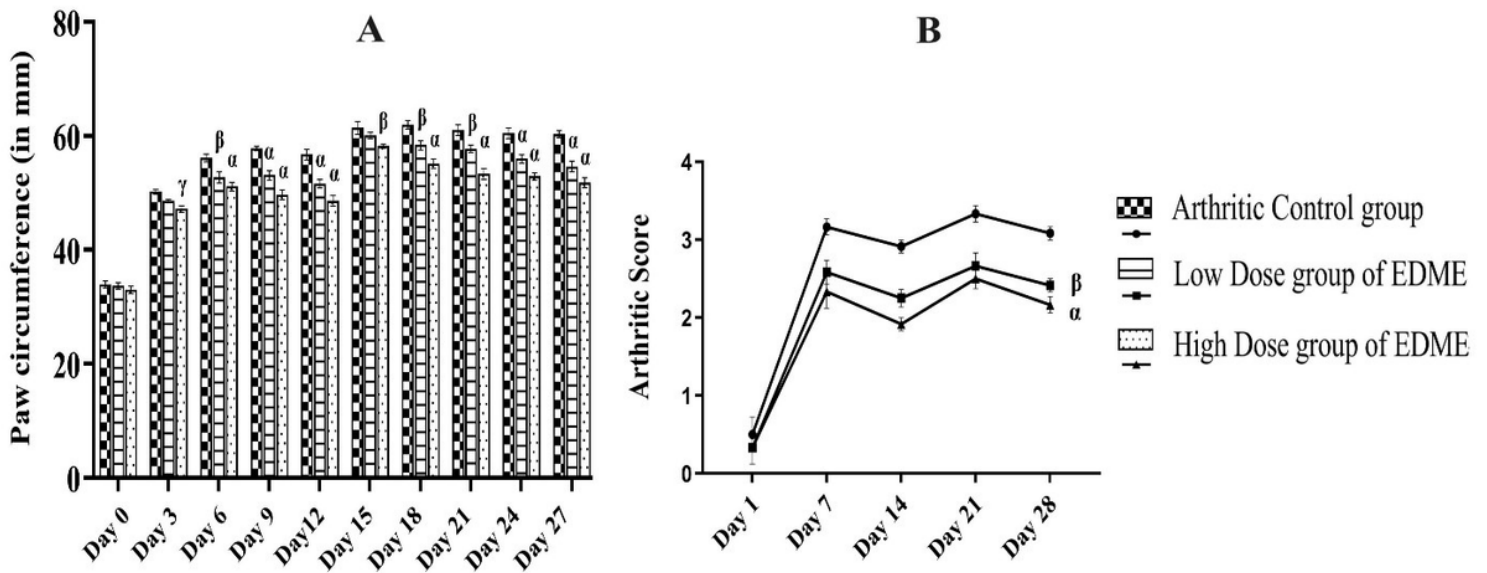 A
Paw circumference (in mm)
80
60
40
20
0
γ
β
α
α
α
α
α
β
β
α
β
α
α
α
α
α
Day 0
Day 3
Day 6
Day 9
Day12
Day 15
Day 18
Day 21
Day 24
Day 27
B
Arthritic Score
4
3
2
1
0
β
α
Day 1
Day 7
Day 14
Day 21
Day 28
Arthritic Control group
Low Dose group of EDME
High Dose group of EDME